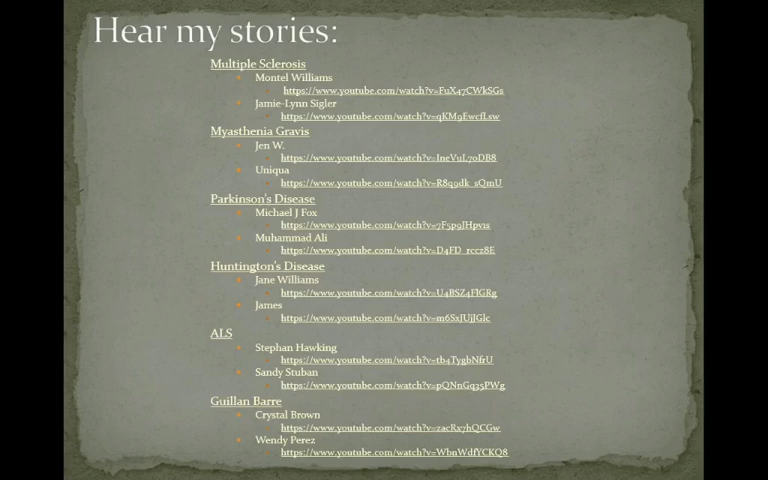 Hear my stories:
Multiple Sclerosis
Montel Williams
https://www.youtube.com/watch?v=FuX47CWkSGs
Jamie-Lynn Sigler
https://www.youtube.com/watch?v=qKM9EwcfLsw
Myasthenia Gravis
Jen W.
https://www.youtube.com/watch?v=IneVuL70DB8
Uniqua
https://www.youtube.com/watch?v=R8q9dk_sQmU
Parkinson's Disease
Michael J Fox
https://www.youtube.com/watch?v=7F5p9JHpv1s
Muhammad Ali
https://www.youtube.com/watch?v=D4FD_rccz8E
Huntington's Disease
Jane Williams
https://www.youtube.com/watch?v=U4BSZ4FlGRg
James
https://www.youtube.com/watch?v=m6SxJUjJGlc
ALS
Stephan Hawking
https://www.youtube.com/watch?v=tb4TygbNfrU
Sandy Stuban
https://www.youtube.com/watch?v=pQNnGq35PWg
Guillan Barre
Crystal Brown
https://www.youtube.com/watch?v=zacRx7hQCGw
Wendy Perez
https://www.youtube.com/watch?v=WbnWdfYCKQ8